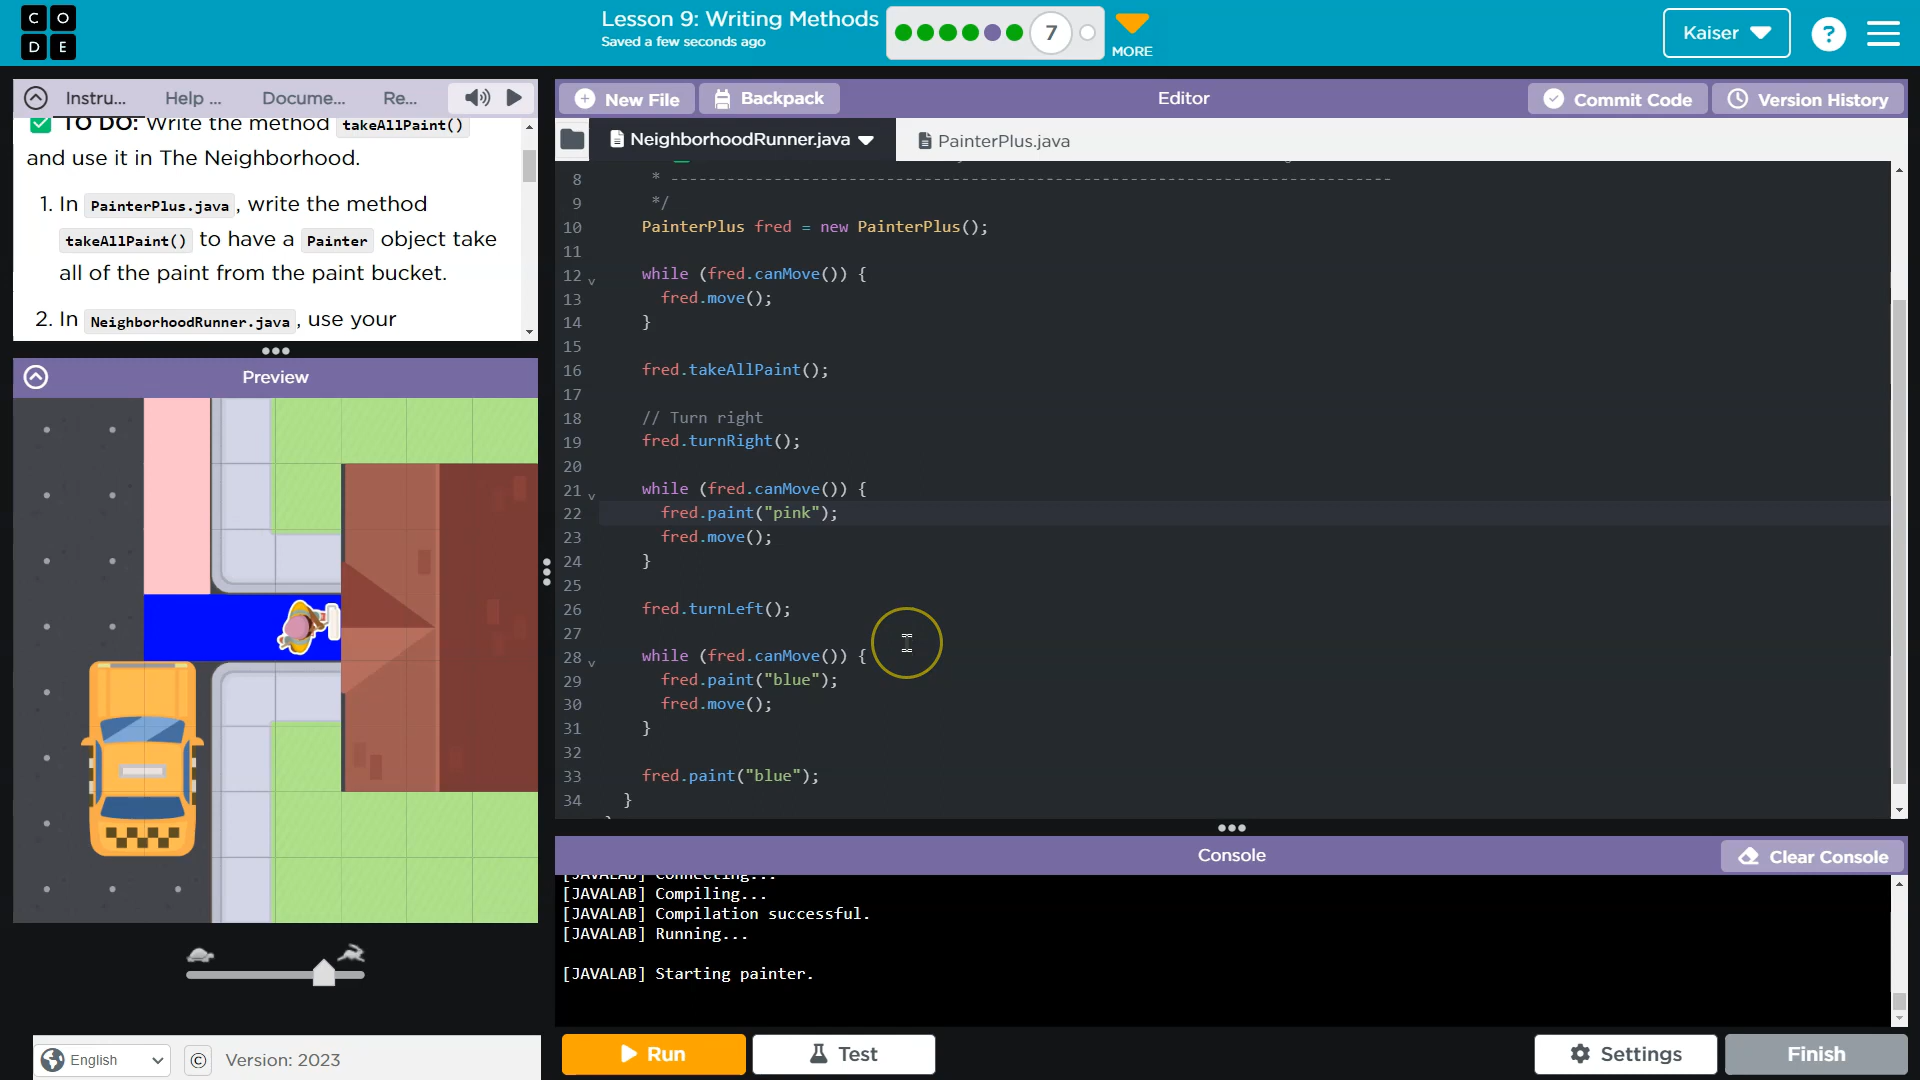 C O
D E
Lesson 9: Writing Methods
Saved a few seconds ago
7
MORE
Kaiser
?
Instru...
Help ...
Docume...
Re...
TO DO: Write the method takeAllPaint()
and use it in The Neighborhood.
1. In PainterPlus.java, write the method
takeAllPaint() to have a Painter object take
all of the paint from the paint bucket.
2. In NeighborhoodRunner.java, use your
Preview
English
©
Version: 2023
New File
Backpack
Editor
Commit Code
Version History
NeighborhoodRunner.java
PainterPlus.java
8 * ------------------------------------------------------------------------------
9 */
10 PainterPlus fred = new PainterPlus();
11
12 while (fred.canMove()) {
13 fred.move();
14 }
15
16 fred.takeAllPaint();
17
18 // Turn right
19 fred.turnRight();
20
21 while (fred.canMove()) {
22 fred.paint("pink");
23 fred.move();
24 }
25
26 fred.turnLeft();
27
28 while (fred.canMove()) {
29 fred.paint("blue");
30 fred.move();
31 }
32
33 fred.paint("blue");
34 }
Console
Clear Console
[JAVALAB] Connecting...
[JAVALAB] Compiling...
[JAVALAB] Compilation successful.
[JAVALAB] Running...
[JAVALAB] Starting painter.
Run
Test
Settings
Finish